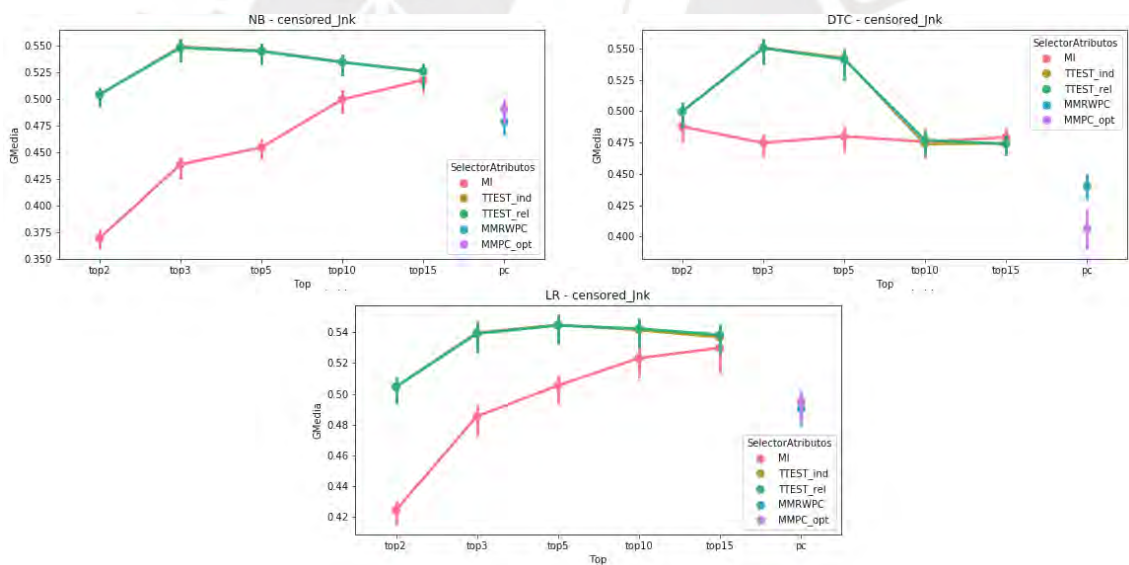 NB - censored_Jnk
0.550
0.525
0.500
0.475
0.450
0.425
0.400
0.375
0.350
GMedia
top2
top3
top5
top10
top15
pc
Top
SelectorAtributos
MI
TTEST_ind
TTEST_rel
MMRWPC
MMPC_opt
DTC - censored_Jnk
0.550
0.525
0.500
0.475
0.450
0.425
0.400
GMedia
top2
top3
top5
top10
top15
pc
Top
SelectorAtributos
MI
TTEST_ind
TTEST_rel
MMRWPC
MMPC_opt
LR - censored_Jnk
0.54
0.52
0.50
0.48
0.46
0.44
0.42
GMedia
top2
top3
top5
top10
top15
pc
Top
SelectorAtributos
MI
TTEST_ind
TTEST_rel
MMRWPC
MMPC_opt